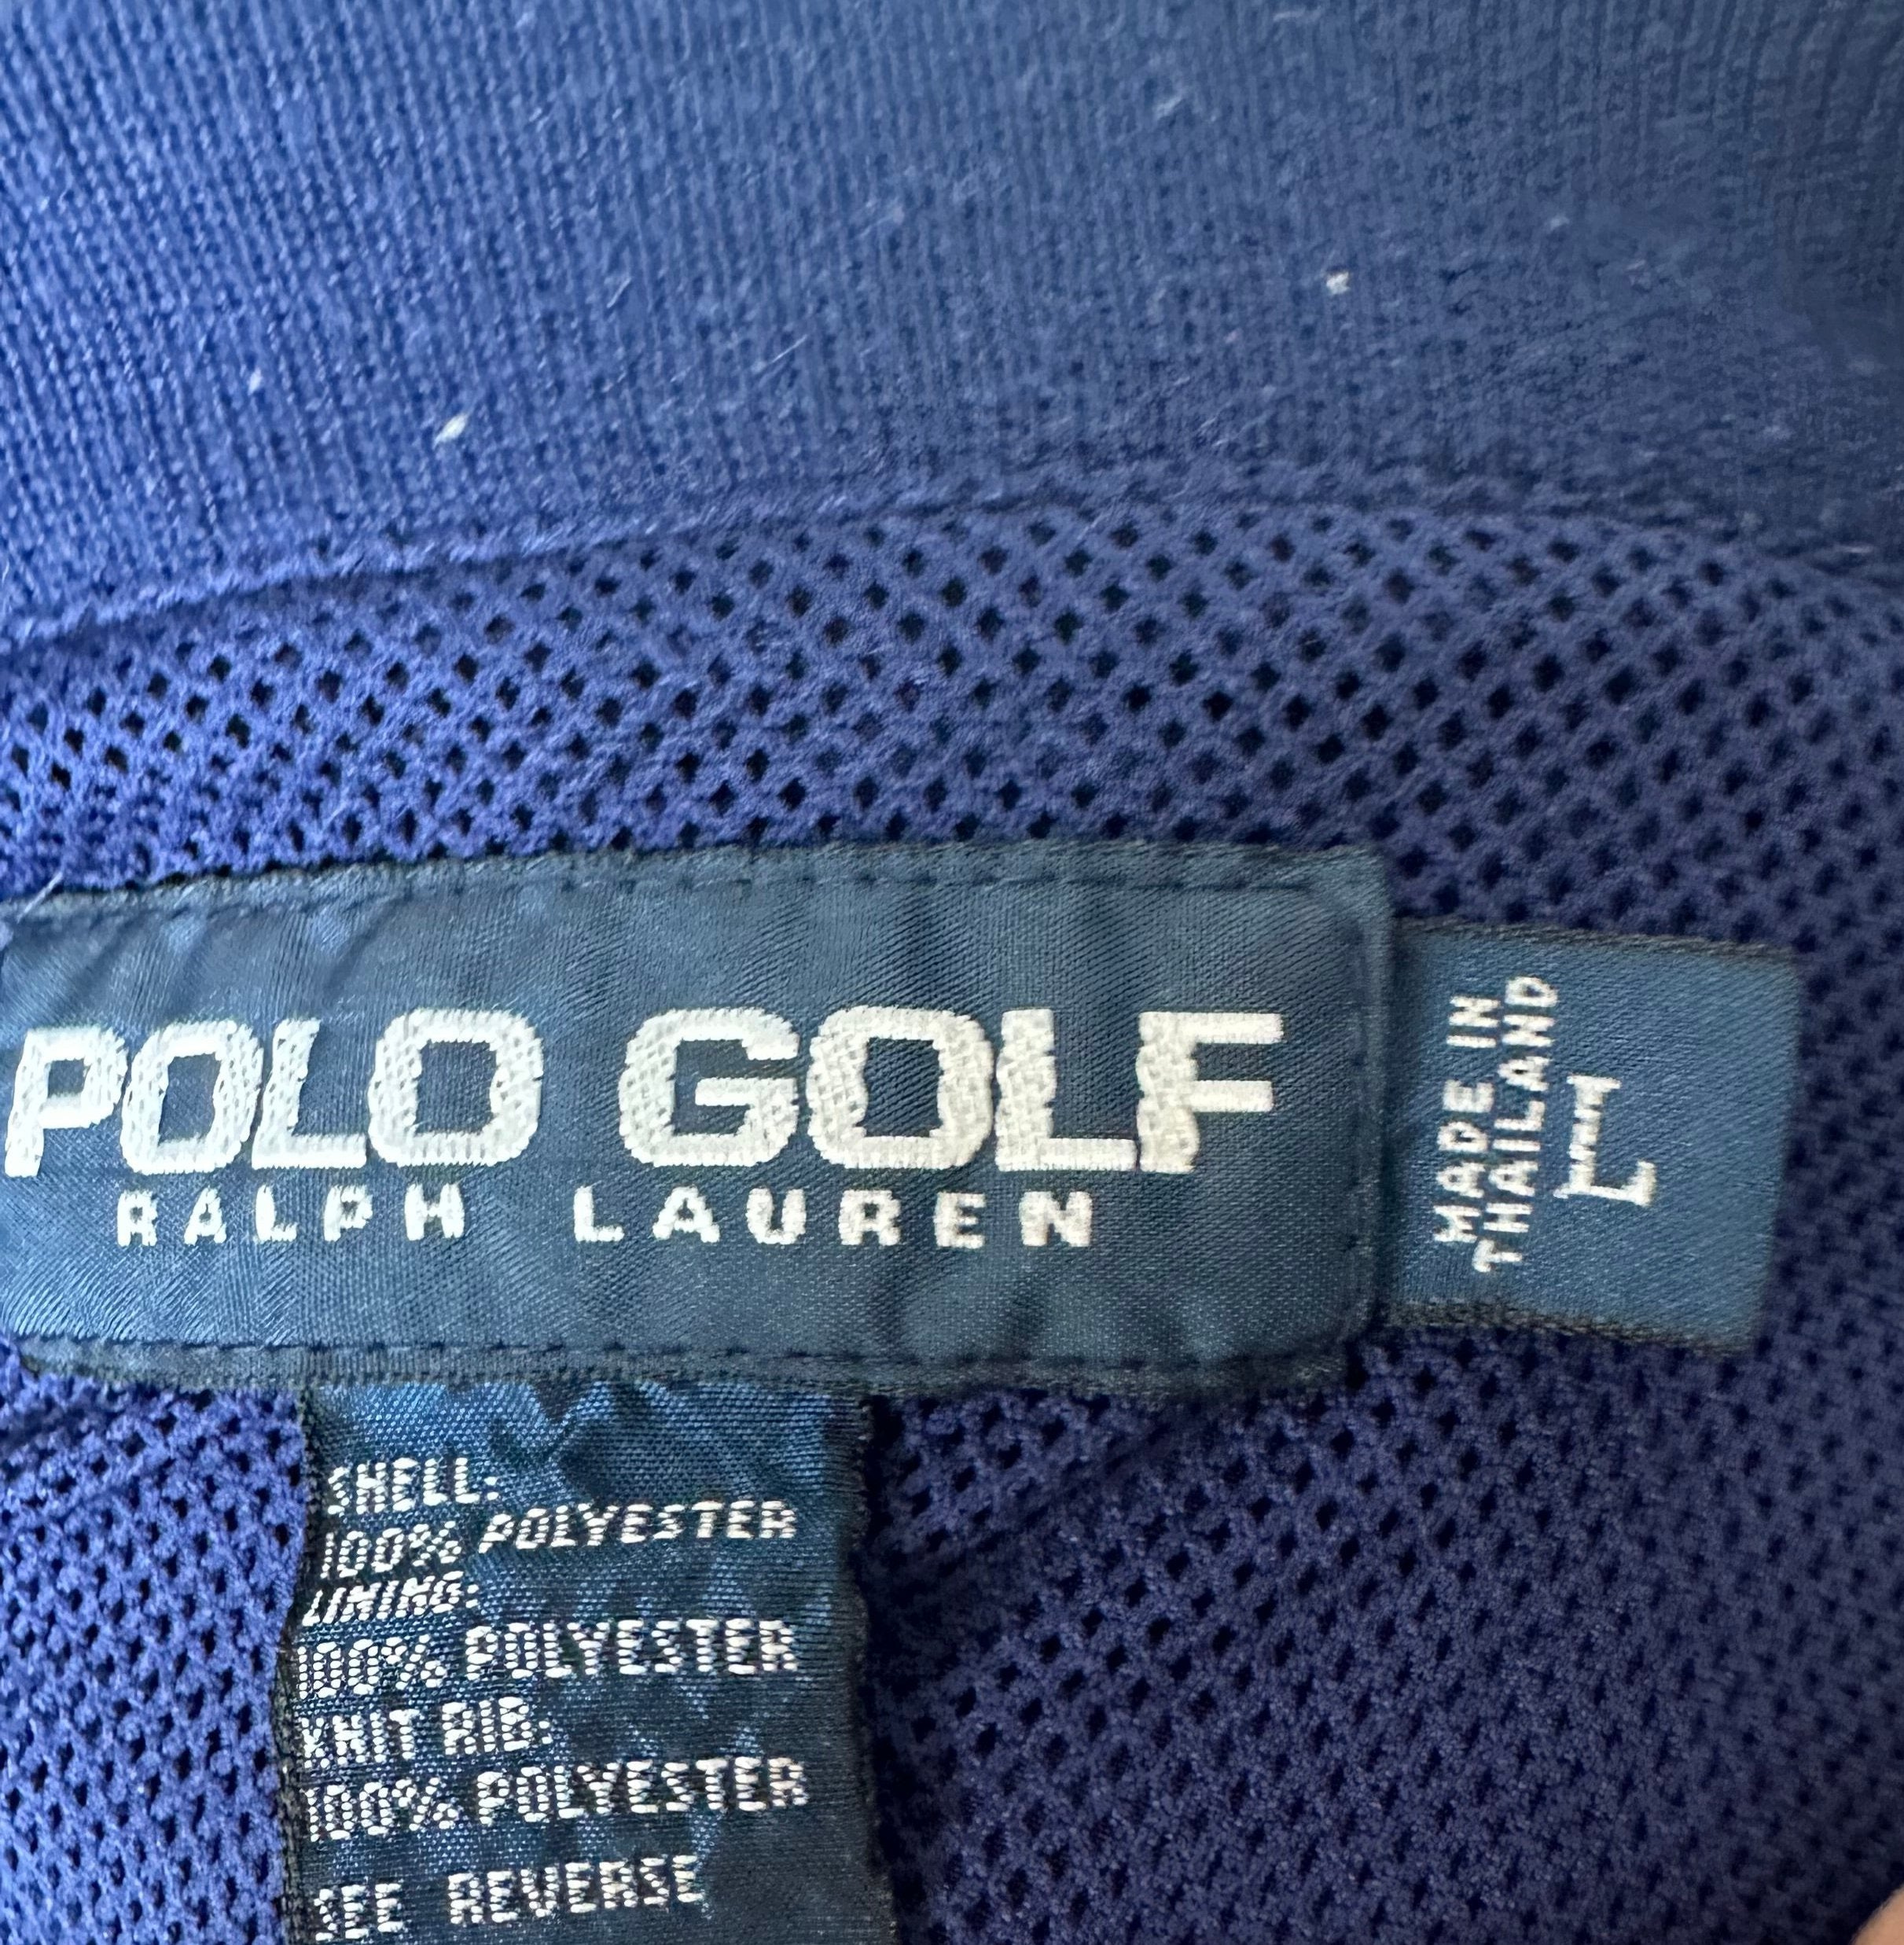 POLO GOLF
RALPH LAUREN
MADE IN
THAILAND
L
SHELL:
100% POLYESTER
LINING:
100% POLYESTER
KNIT RIB:
100% POLYESTER
SEE REVERSE